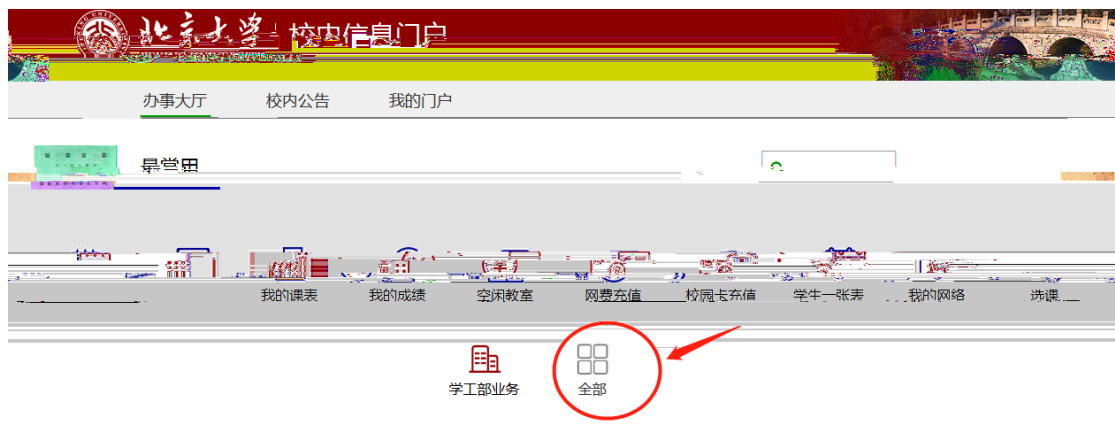 北京大学 校内信息门户
办事大厅 校内公告 我的门户
最常用
我的课表 我的成绩 空闲教室 网费充值 校园卡充值 学生一张表 我的网络 选课
学工部业务 全部